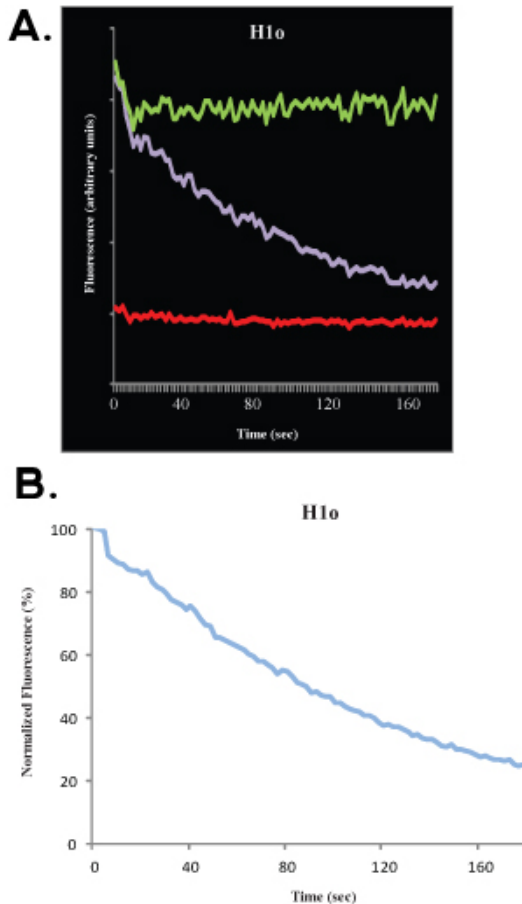 A.
H1o
Fluorescence (arbitrary units)
0 40 80 120 160
Time (sec)
B.
H1o
100
80
60
40
20
0
Normalized Fluorescence (%)
0 40 80 120 160
Time (sec)